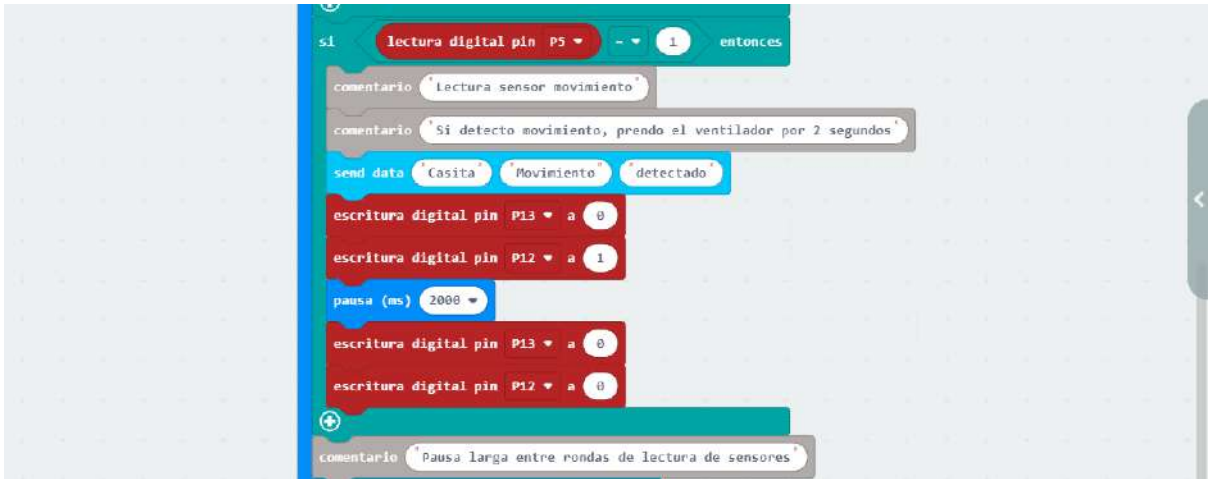 si lectura digital pin P5 = 1 entonces
comentario "Lectura sensor movimiento"
comentario "Si detecto movimiento, prendo el ventilador por 2 segundos"
send data "Casita" "Movimiento" "detectado"
escritura digital pin P13 a 0
escritura digital pin P12 a 1
pausa (ms) 2000
escritura digital pin P13 a 0
escritura digital pin P12 a 0
comentario "Pausa larga entre rondas de lectura de sensores"